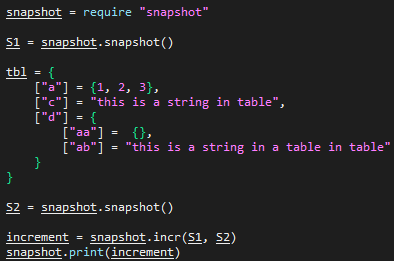 snapshot = require "snapshot"
S1 = snapshot.snapshot()
tbl = {
["a"] = {1, 2, 3},
["c"] = "this is a string in table",
["d"] = {
["aa"] =  {},
["ab"] = "this is a string in a table in table"
}
}
S2 = snapshot.snapshot()
increment = snapshot.incr(S1, S2)
snapshot.print(increment)